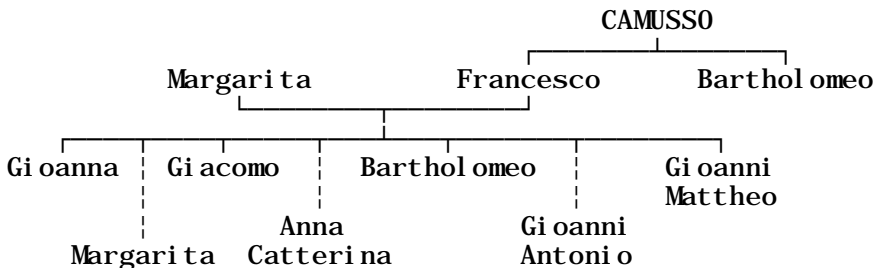 CAMUSSO
Margarita Francesco Bartholomeo
Gioanna Giacomo Bartholomeo Gioanni
Mattheo
Anna Gioanni
Margarita Catterina Antonio